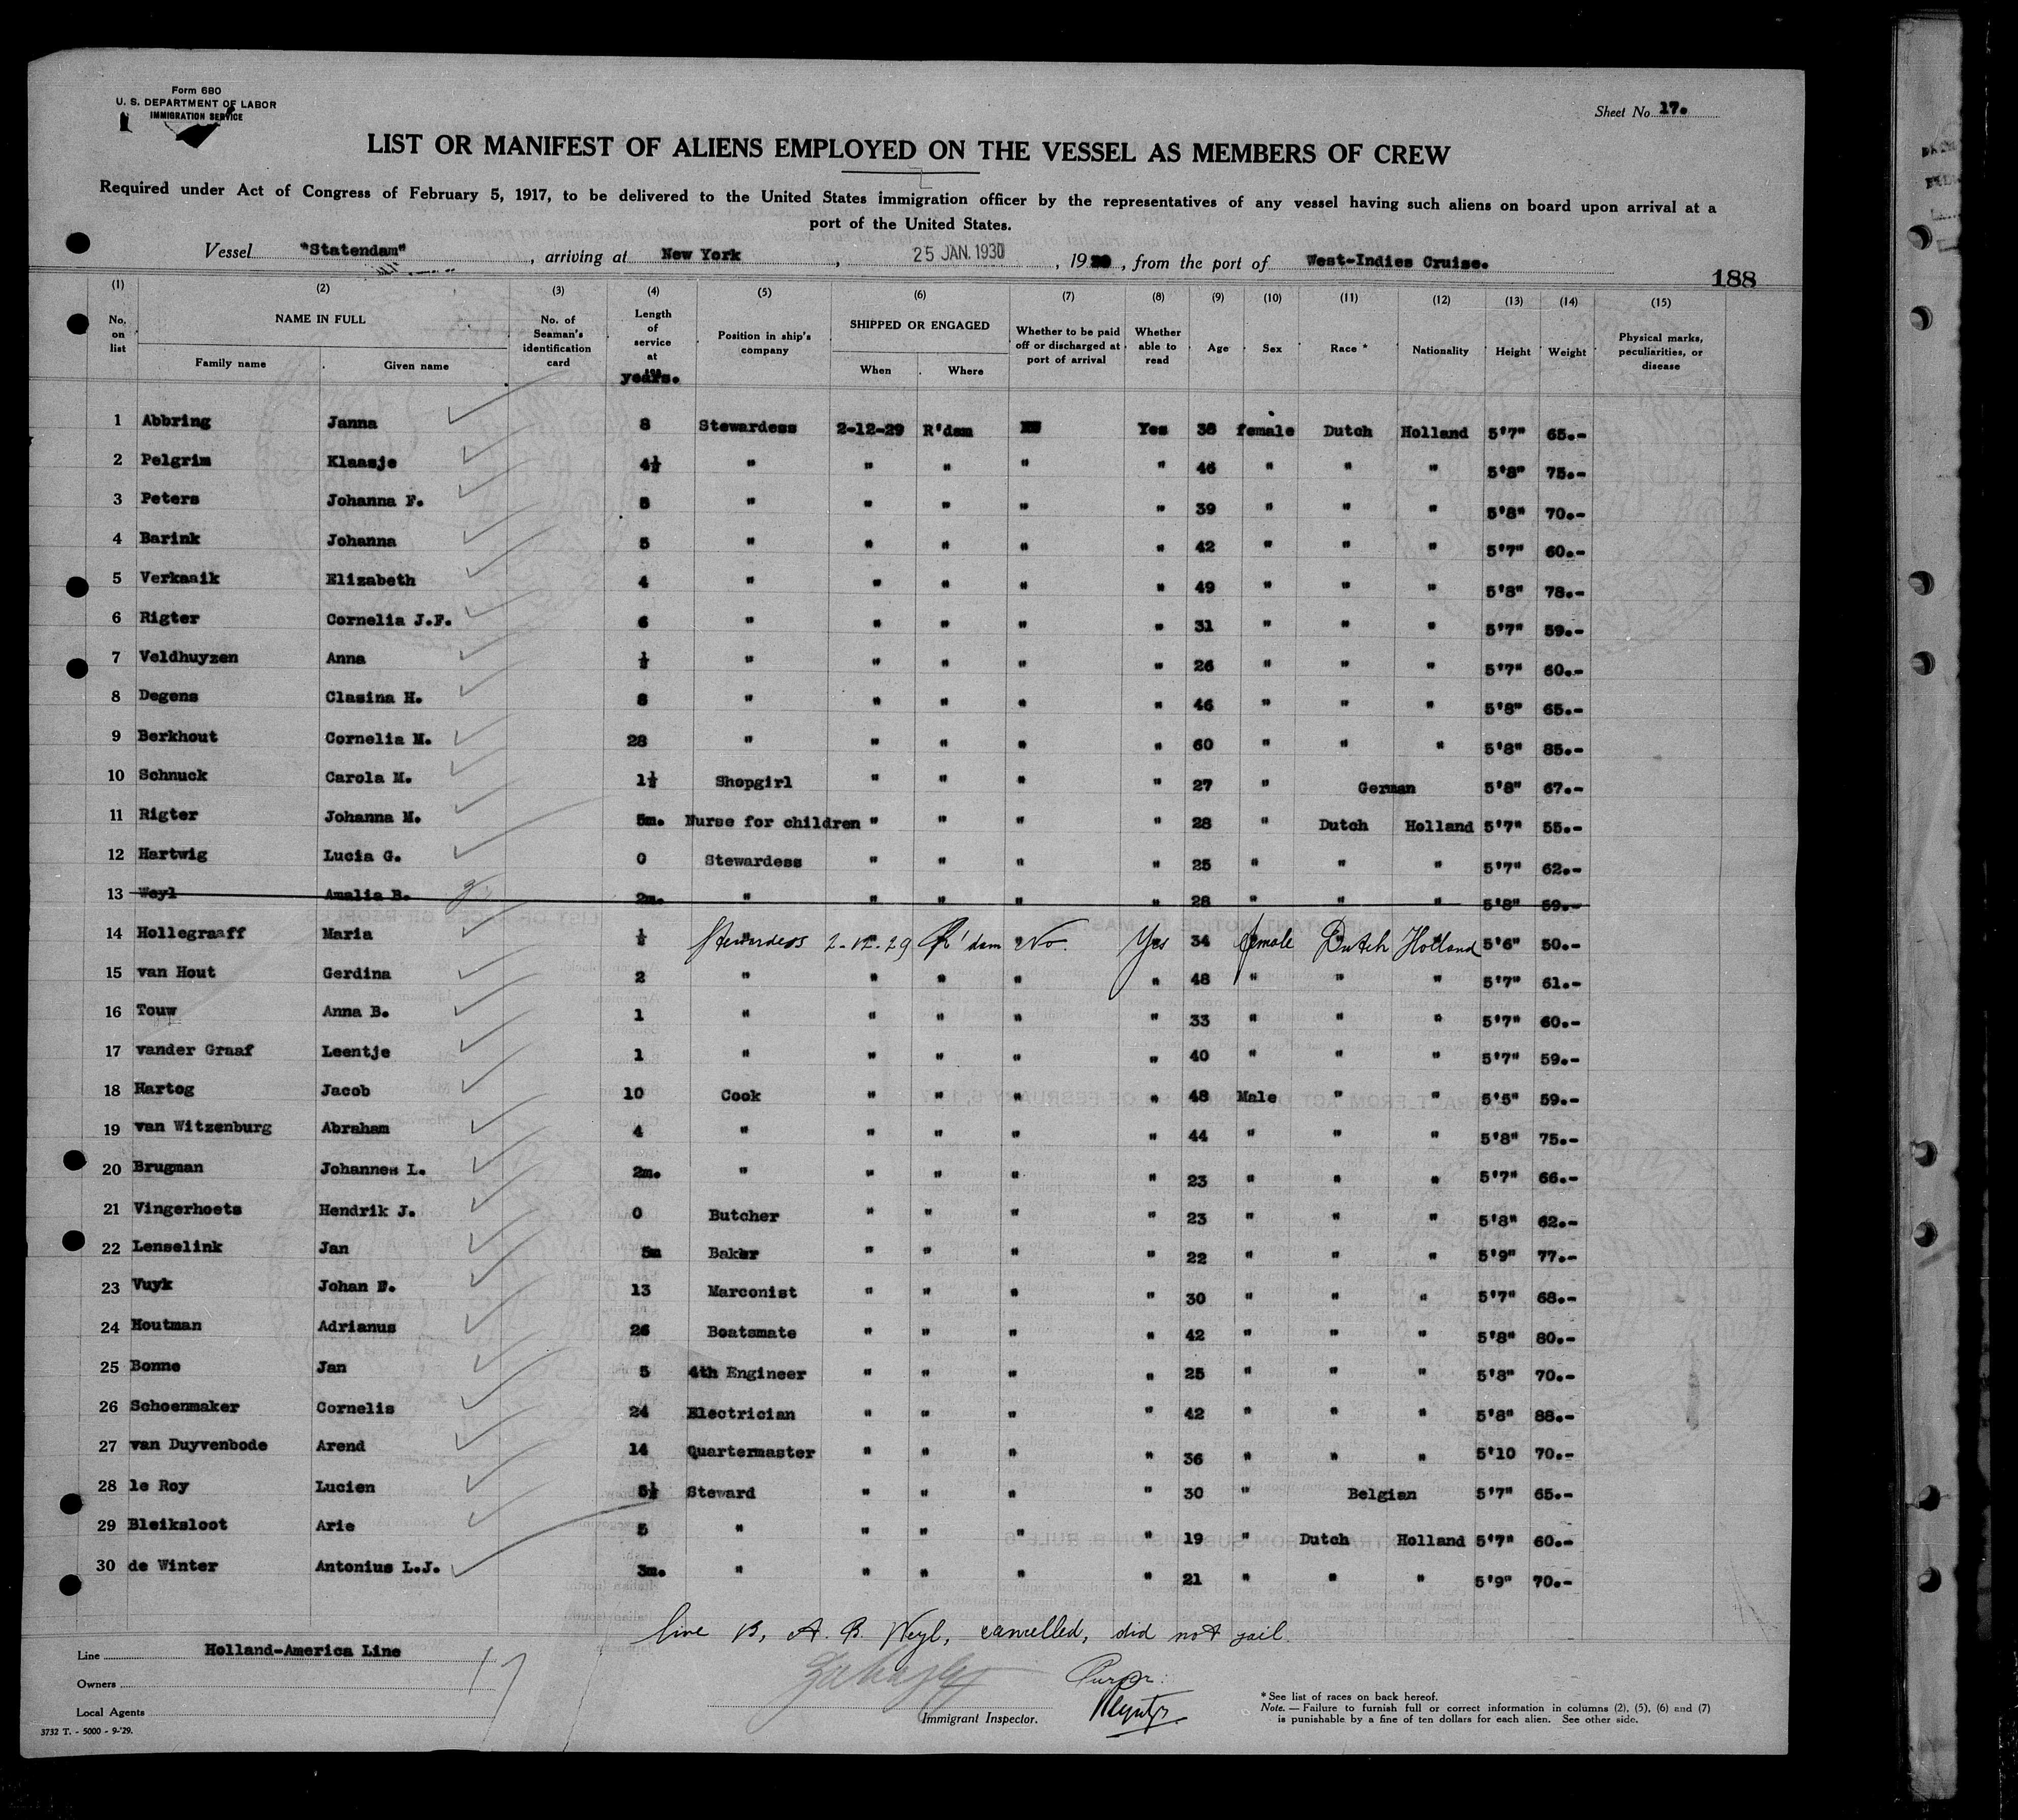 Form 680
U. S. DEPARTMENT OF LABOR
IMMIGRATION SERVICE
Sheet No. 17.
LIST OR MANIFEST OF ALIENS EMPLOYED ON THE VESSEL AS MEMBERS OF CREW
Required under Act of Congress of February 5, 1917, to be delivered to the United States immigration officer by the representatives of any vessel having such aliens on board upon arrival at a
port of the United States.
Vessel "Statendam", arriving at New York, 25 JAN. 1930, 19 , from the port of West-Indies Cruise.
188
(1) (2) (3) (4) (5) (6) (7) (8) (9) (10) (11) (12) (13) (14) (15)
No. on list NAME IN FULL Family name Given name No. of Seaman's identification card Length of service at years. Position in ship's company SHIPPED OR ENGAGED When Where Whether to be paid off or discharged at port of arrival Whether able to read Age Sex Race * Nationality Height Weight Physical marks, peculiarities, or disease
1 Abbring Janna 8 Stewardess 2-12-29 R'dam Yes 38 female Dutch Holland 5'7" 65.-
2 Pelgrim Klaasje 4½ " " " " " 46 " " " 5'8" 75.-
3 Peters Johanna F. 8 " " " " " 39 " " " 5'8" 70.-
4 Barink Johanna 5 " " " " " 42 " " " 5'7" 60.-
5 Verkaaik Elizabeth 4 " " " " " 49 " " " 5'8" 78.-
6 Rigter Cornelia J.F. 6 " " " " " 31 " " " 5'7" 59.-
7 Veldhuyzen Anna ½ " " " " " 26 " " " 5'7" 60.-
8 Degens Clasina H. 8 " " " " " 46 " " " 5'8" 65.-
9 Berkhout Cornelia M. 28 " " " " " 60 " " " 5'8" 85.-
10 Schnuck Carola M. 1½ Shopgirl " " " " 27 " German 5'8" 67.-
11 Rigter Johanna M. 5m. Nurse for children " " " " 28 " Dutch Holland 5'7" 55.-
12 Hartwig Lucia G. 0 Stewardess " " " " 25 " " " 5'7" 62.-
13 Weyl Amalia B. 2m. " " " " " 28 " " " 5'8" 59.-
14 Hollegraaff Maria ½ Stewardess 2-12-29 R'dam No Yes 34 female Dutch Holland 5'6" 50.-
15 van Hout Gerdina 2 " " " " " 48 " " " 5'7" 61.-
16 Touw Anna B. 1 " " " " " 33 " " " 5'7" 60.-
17 vander Graaf Leentje 1 " " " " " 40 " " " 5'7" 59.-
18 Hartog Jacob 10 Cook " " " " 48 Male " " 5'5" 59.-
19 van Witzenburg Abraham 4 " " " " " 44 " " " 5'8" 75.-
20 Brugman Johannes L. 2m. " " " " " 23 " " " 5'7" 66.-
21 Vingerhoets Hendrik J. 0 Butcher " " " " 23 " " " 5'8" 62.-
22 Lenselink Jan 5m Baker " " " " 22 " " " 5'9" 77.-
23 Vuyk Johan F. 13 Marconist " " " " 30 " " " 5'7" 68.-
24 Houtman Adrianus 26 Boatsmate " " " " 42 " " " 5'8" 80.-
25 Bonne Jan 5 4th Engineer " " " " 25 " " " 5'8" 70.-
26 Schoenmaker Cornelis 24 Electrician " " " " 42 " " " 5'8" 88.-
27 van Duyvenbode Arend 14 Quartermaster " " " " 36 " " " 5'10 70.-
28 le Roy Lucien 5½ Steward " " " " 30 " Belgian 5'7" 65.-
29 Bleiksloot Arie 5 " " " " " 19 " Dutch Holland 5'7" 60.-
30 de Winter Antonius L.J. 3m. " " " " " 21 " " " 5'9" 70.-
line 13, A. B. Weyl, cancelled, did not sail.
Line Holland-America Line
Owners
Local Agents
17
3732 T. - 5000 - 9-'29.
Immigrant Inspector.
Purser:
* See list of races on back hereof.
Note. — Failure to furnish full or correct information in columns (2), (5), (6) and (7)
is punishable by a fine of ten dollars for each alien. See other side.